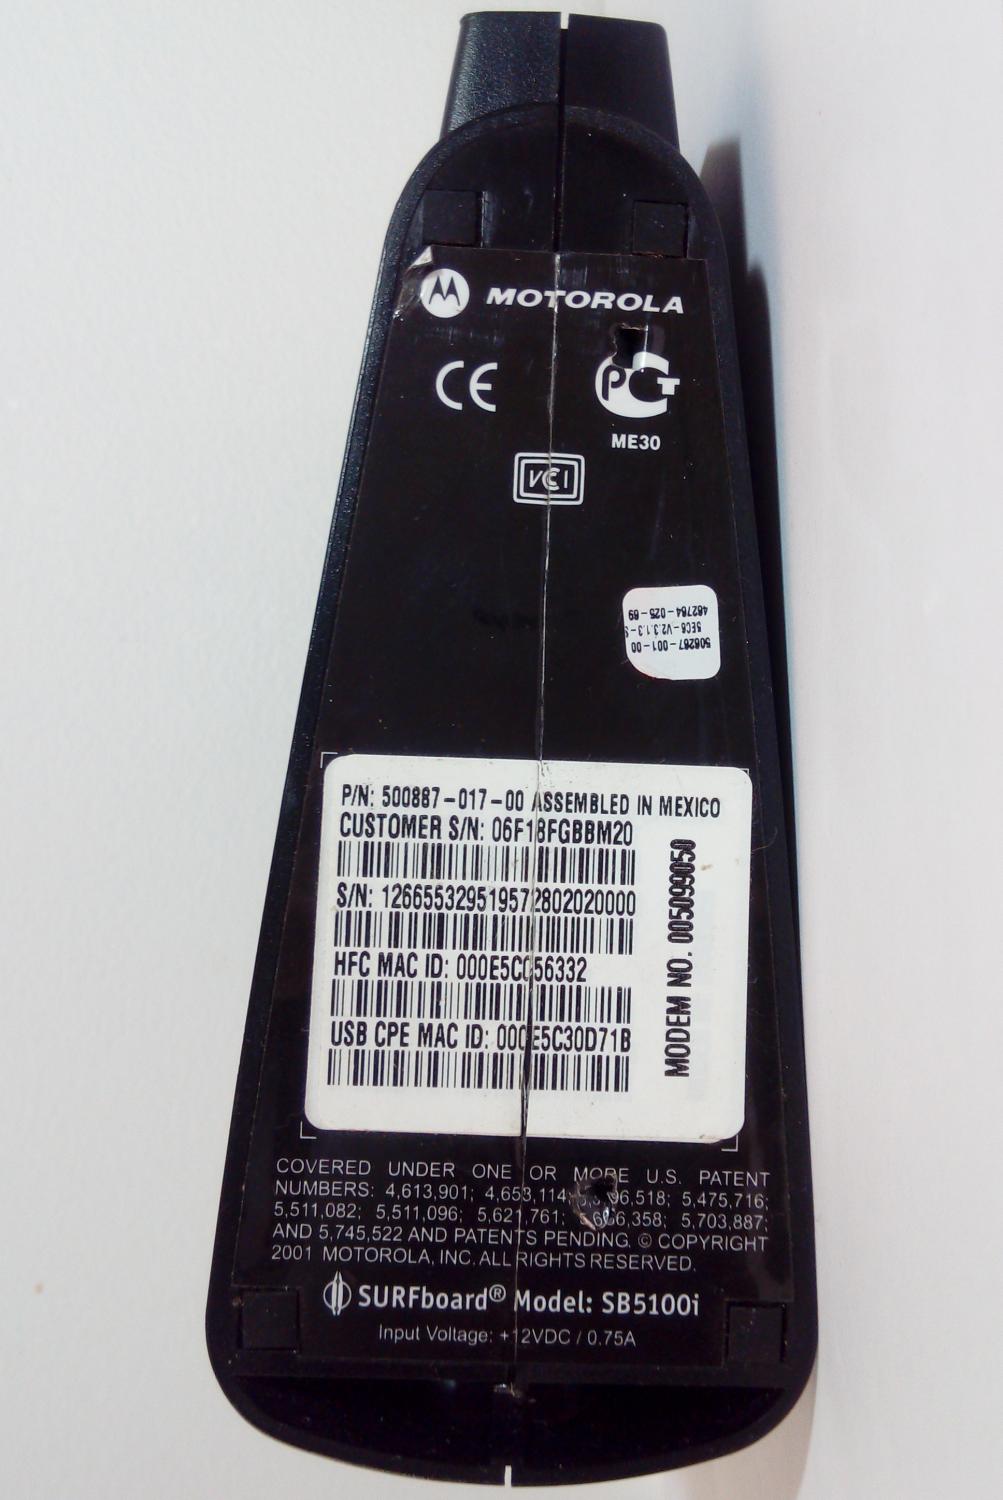 MOTOROLA
CE
PCT
ME30
VCI
506267-001-00
SEC6-V2.3.1.3-S
462764-025-69
P/N: 500887-017-00 ASSEMBLED IN MEXICO
CUSTOMER S/N: 06F18FGBBM20
S/N: 126655329519572802020000
HFC MAC ID: 000E5C056332
USB CPE MAC ID: 000E5C30D71B
MODEM NO. 005099050
COVERED UNDER ONE OR MORE U.S. PATENT
NUMBERS: 4,613,901; 4,653,114; 5,475,716;
5,511,082; 5,511,096; 5,621,761; 5,703,887;
AND 5,745,522 AND PATENTS PENDING. © COPYRIGHT
2001 MOTOROLA, INC. ALL RIGHTS RESERVED.
SURFboard® Model: SB5100i
Input Voltage: +12VDC / 0.75A